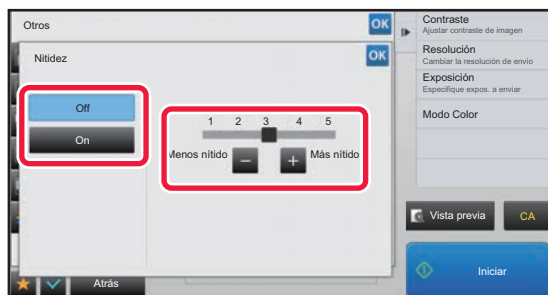 Otros
OK
Nitidez
OK
Off
On
1 2 3 4 5
Menos nítido
Más nítido
Atrás
Contraste
Ajustar contraste de imagen
Resolución
Cambiar la resolución de envío
Exposición
Especifique expos. a enviar
Modo Color
Vista previa
CA
Iniciar